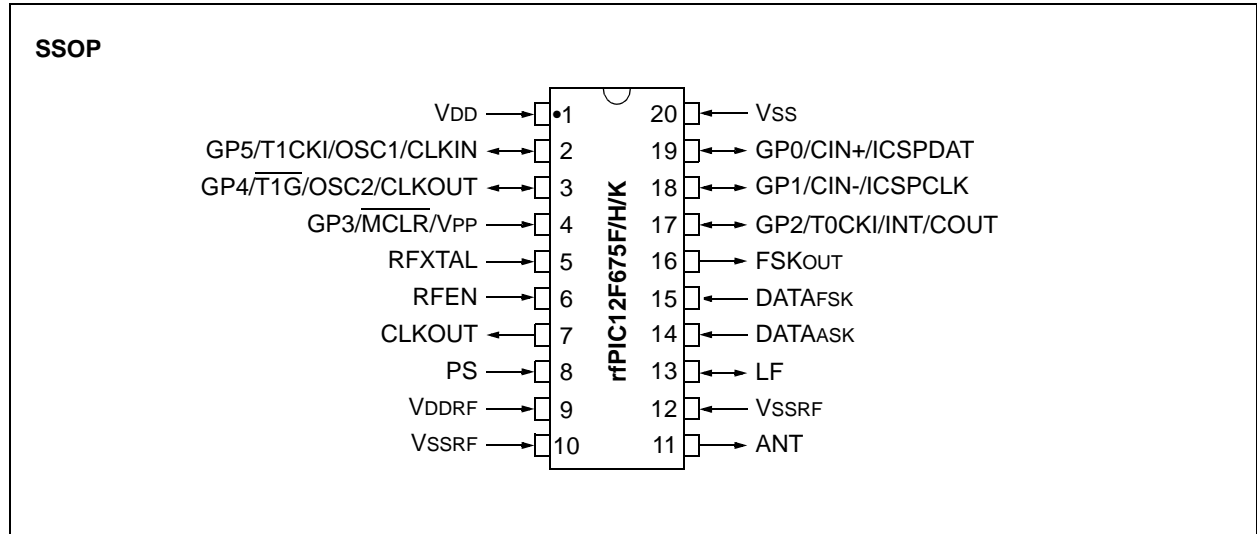 SSOP
VDD 1 20 VSS
GP5/T1CKI/OSC1/CLKIN 2 19 GP0/CIN+/ICSPDAT
GP4/T1G/OSC2/CLKOUT 3 18 GP1/CIN-/ICSPCLK
GP3/MCLR/VPP 4 17 GP2/T0CKI/INT/COUT
RFXTAL 5 16 FSKOUT
RFEN 6 15 DATAFSK
CLKOUT 7 14 DATAASK
PS 8 13 LF
VDDRF 9 12 VSSRF
VSSRF 10 11 ANT
rfPIC12F675F/H/K